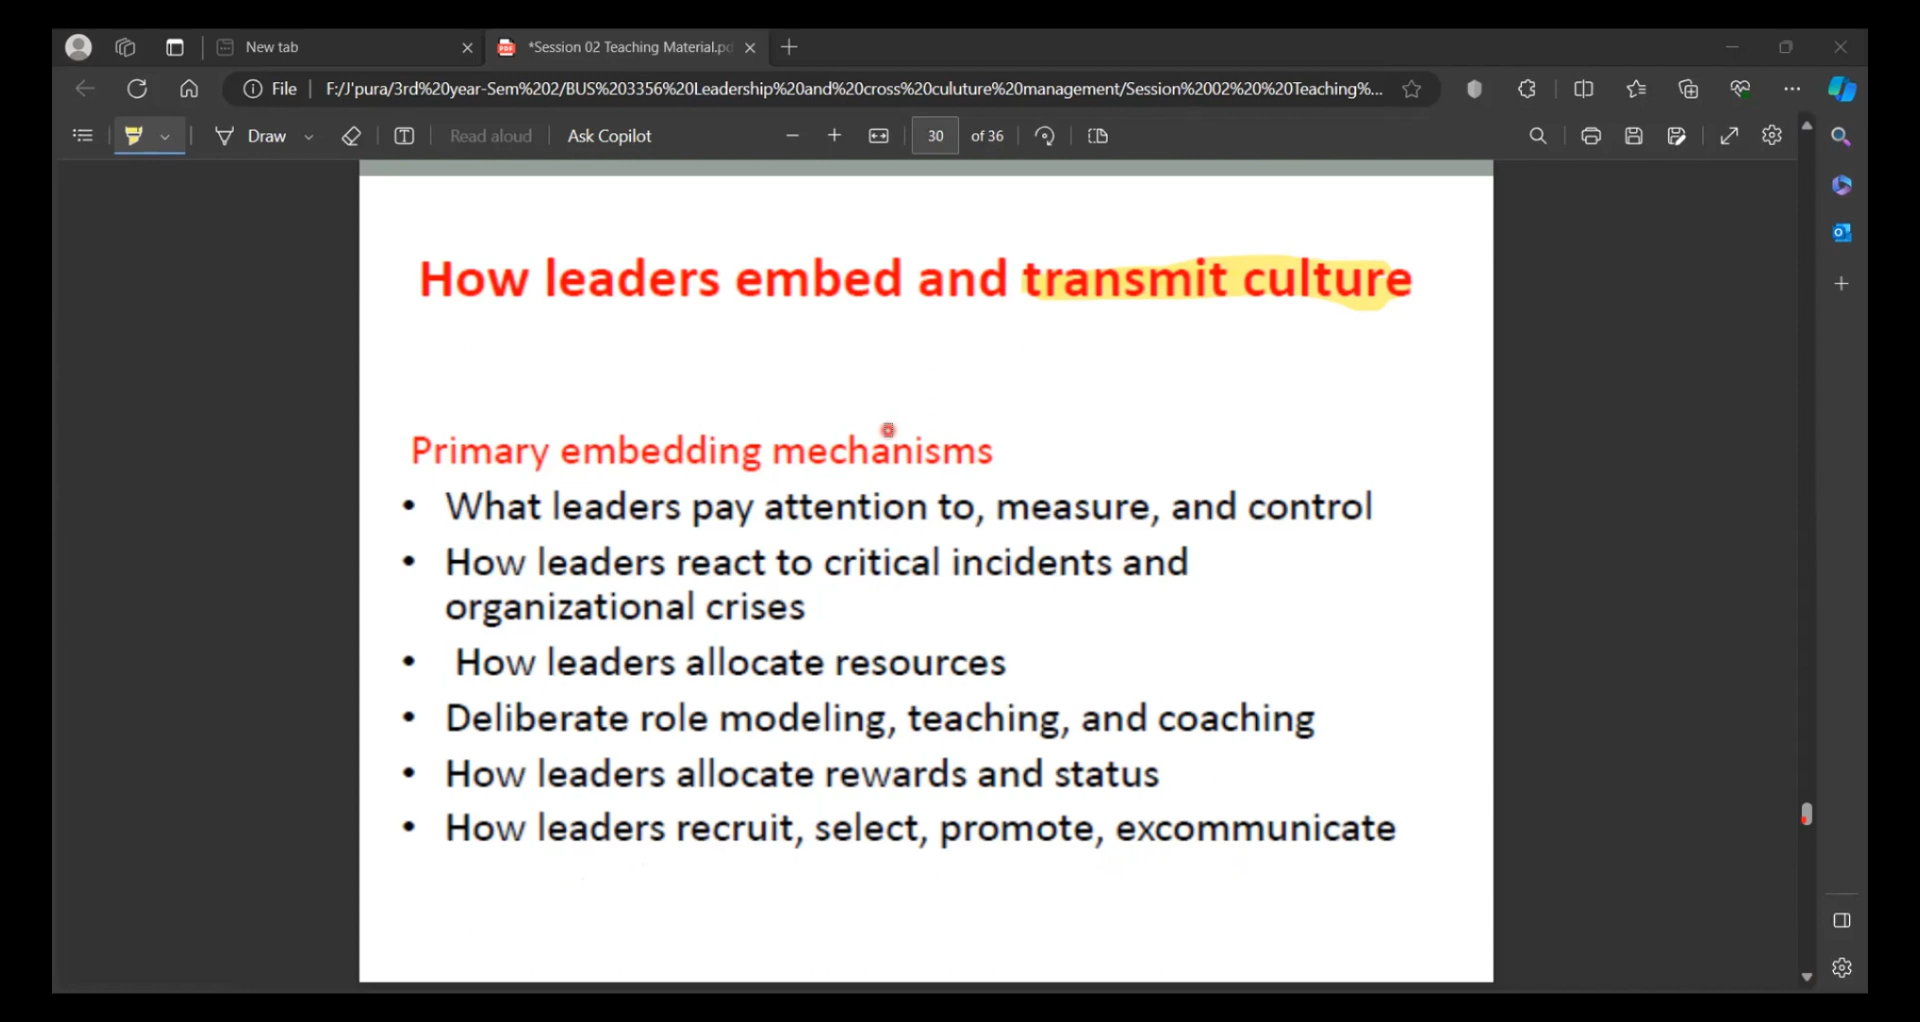 New tab
*Session 02 Teaching Material.pd
File
F:/J'pura/3rd%20year-Sem%202/BUS%203356%20Leadership%20and%20cross%20culuture%20management/Session%2002%20%20Teaching%...
Draw
Read aloud
Ask Copilot
30 of 36
How leaders embed and transmit culture
Primary embedding mechanisms
• What leaders pay attention to, measure, and control
• How leaders react to critical incidents and
organizational crises
• How leaders allocate resources
• Deliberate role modeling, teaching, and coaching
• How leaders allocate rewards and status
• How leaders recruit, select, promote, excommunicate